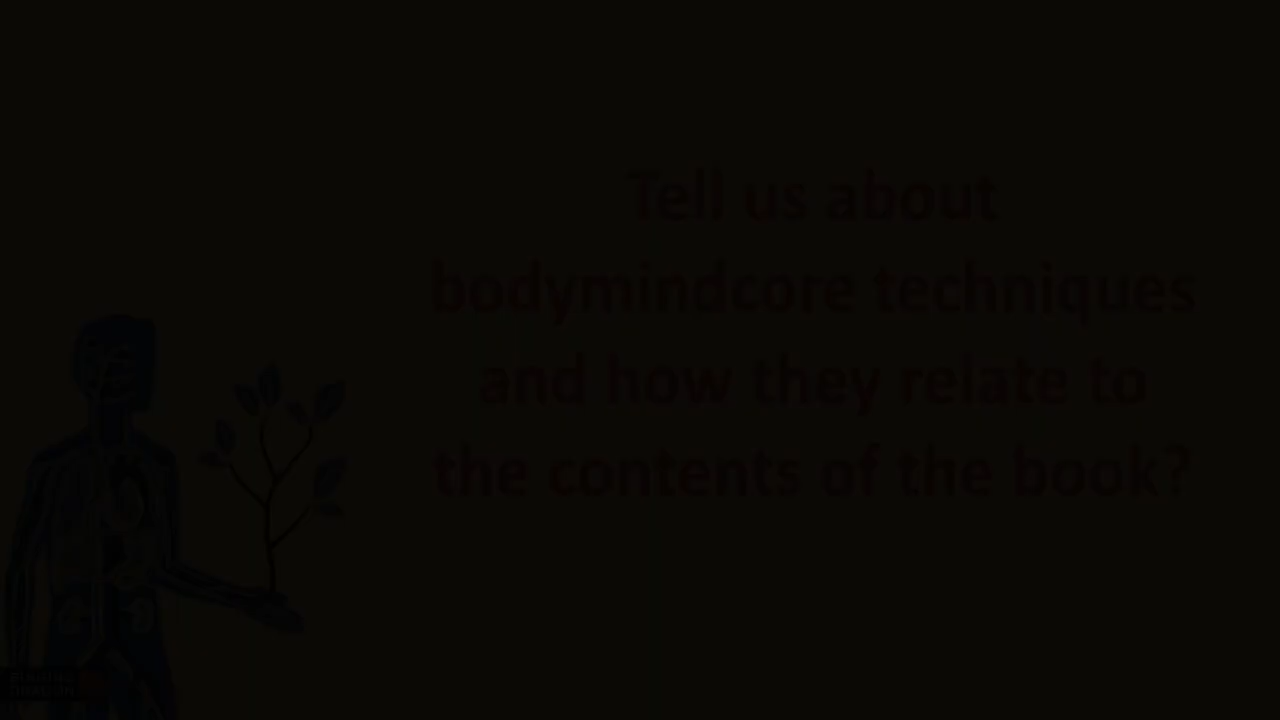 Tell us about
bodymindcore techniques
and how they relate to
the contents of the book?